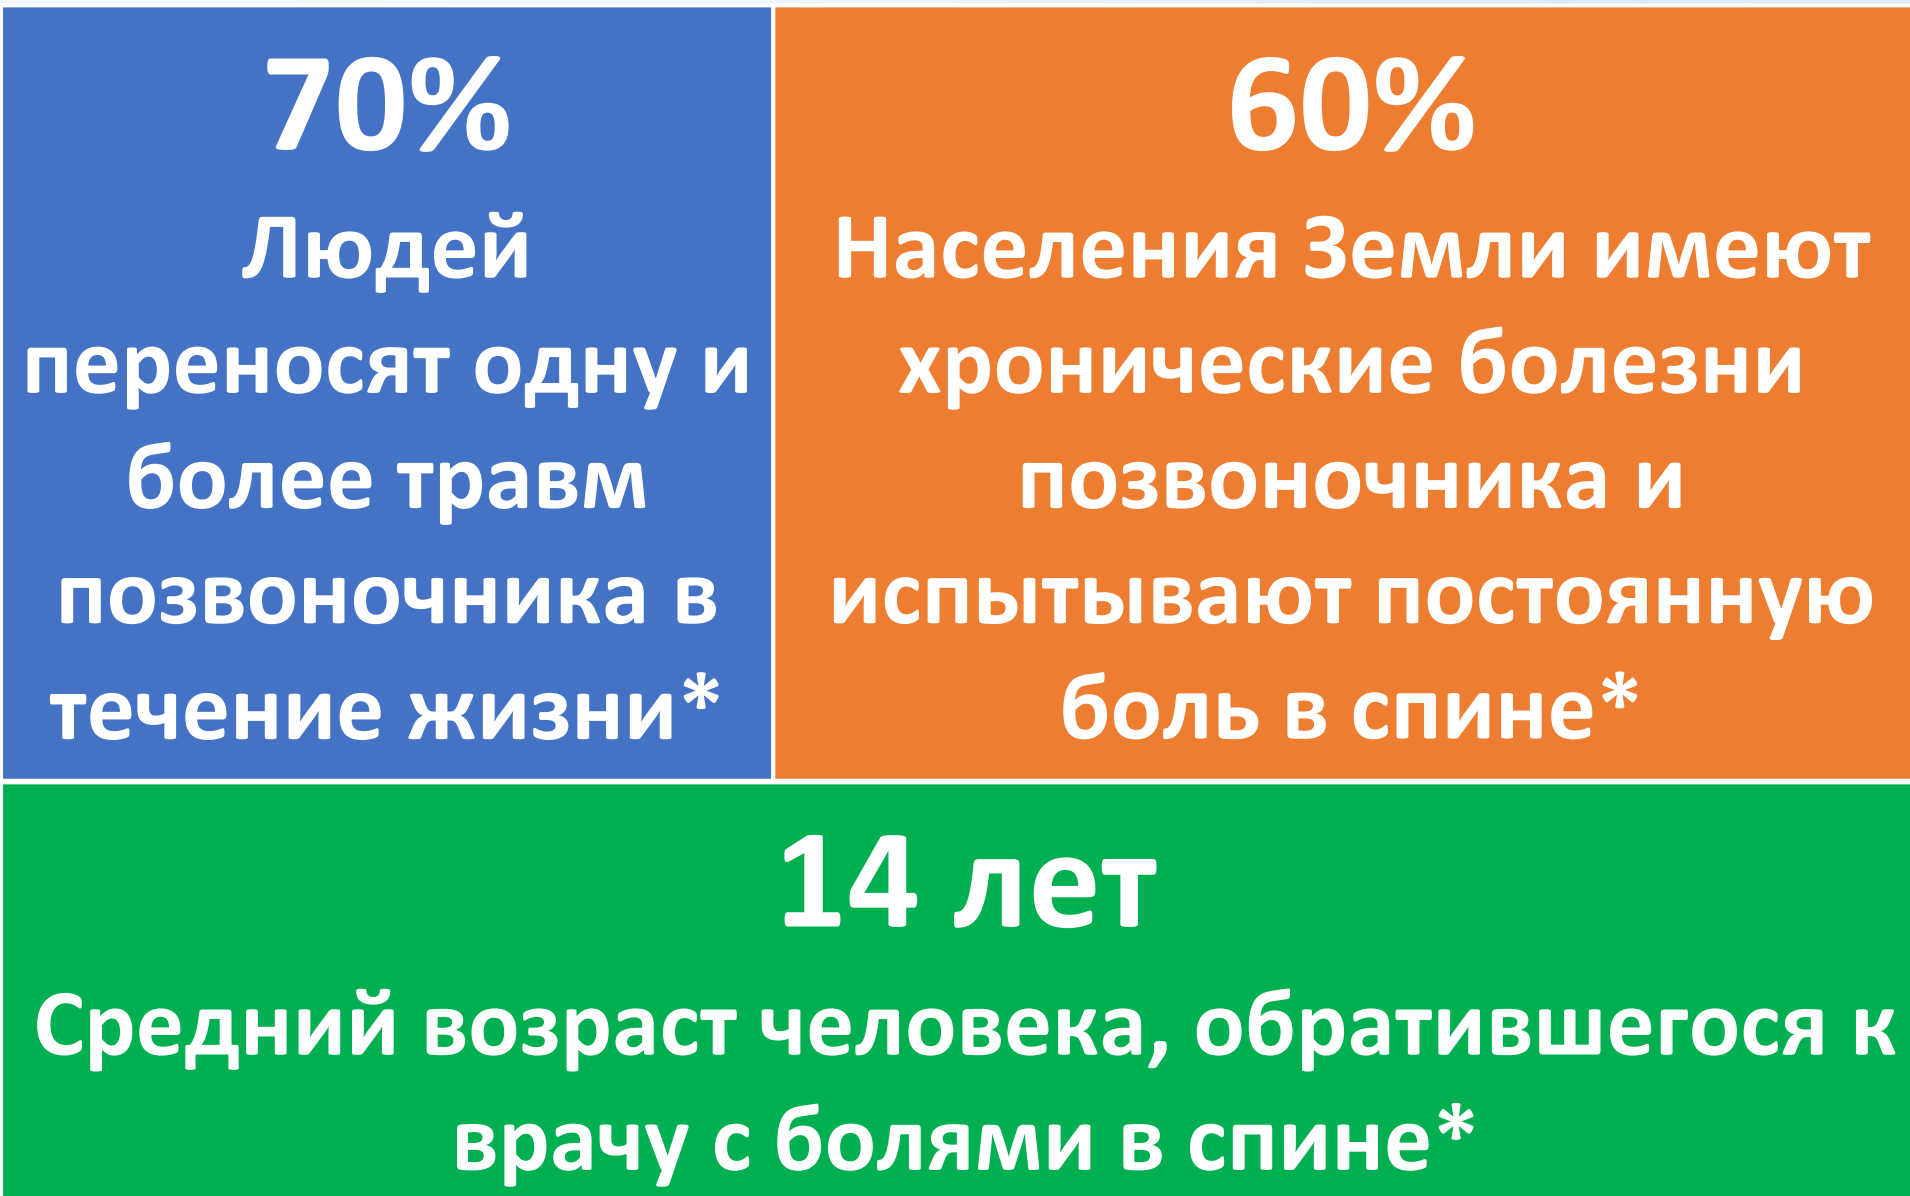 70%
Людей
переносят одну и
более травм
позвоночника в
течение жизни*
60%
Населения Земли имеют
хронические болезни
позвоночника и
испытывают постоянную
боль в спине*
14 лет
Средний возраст человека, обратившегося к
врачу с болями в спине*